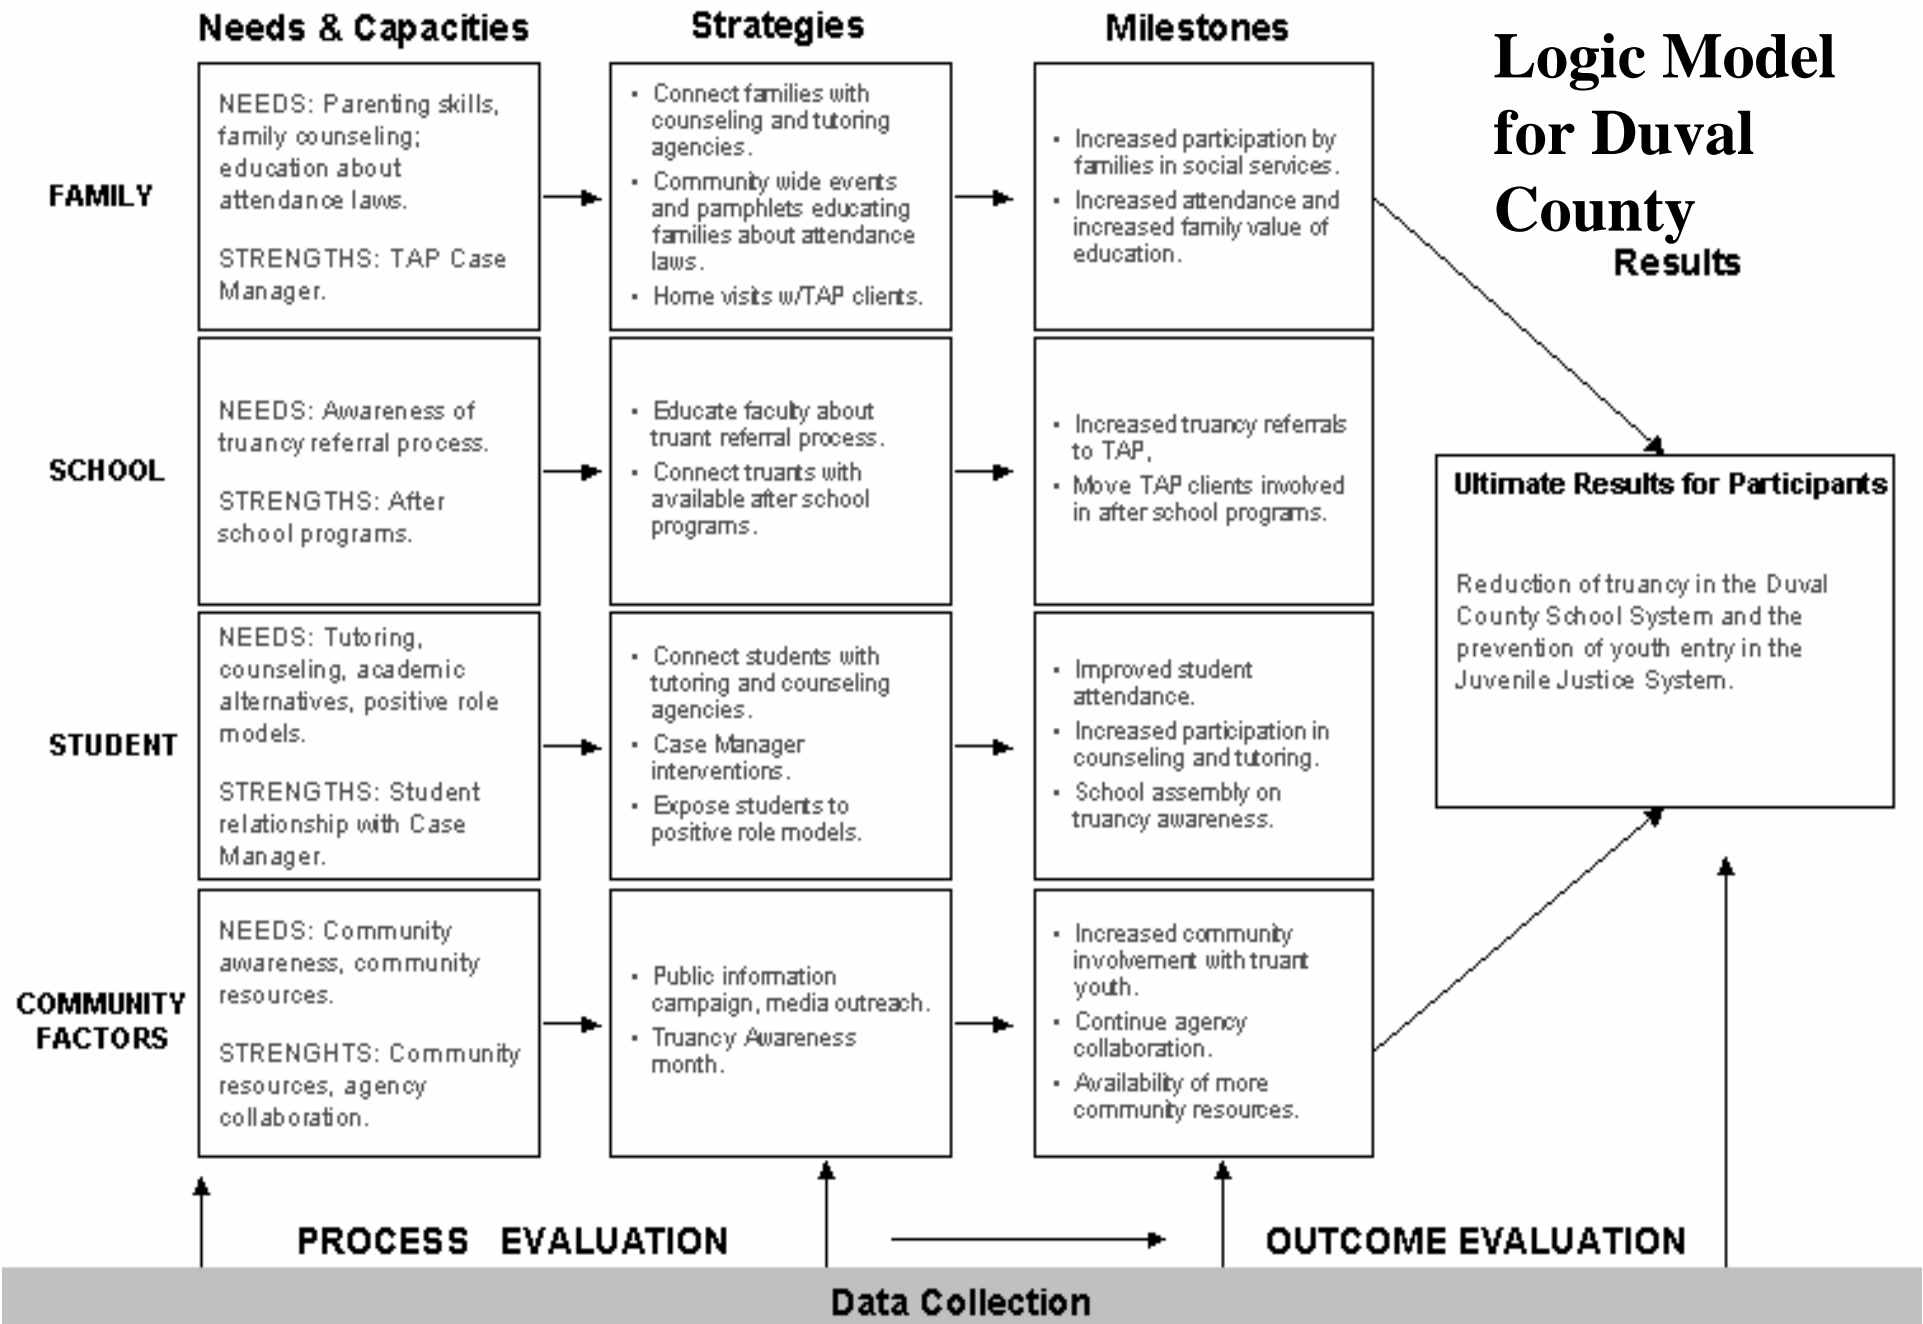 Needs & Capacities
Strategies
Milestones
Logic Model
for Duval
County
Results
FAMILY
NEEDS: Parenting skills,
family counseling;
education about
attendance laws.
STRENGTHS: TAP Case
Manager.
• Connect families with
counseling and tutoring
agencies.
• Community wide events
and pamphlets educating
families about attendance
laws.
• Home visits w/TAP clients.
• Increased participation by
families in social services.
• Increased attendance and
increased family value of
education.
SCHOOL
NEEDS: Awareness of
truancy referral process.
STRENGTHS: After
school programs.
• Educate faculty about
truant referral process.
• Connect truants with
available after school
programs.
• Increased truancy referrals
to TAP,
• Move TAP clients involved
in after school programs.
STUDENT
NEEDS: Tutoring,
counseling, academic
alternatives, positive role
models.
STRENGTHS: Student
relationship with Case
Manager.
• Connect students with
tutoring and counseling
agencies.
• Case Manager
interventions.
• Expose students to
positive role models.
• Improved student
attendance.
• Increased participation in
counseling and tutoring.
• School assembly on
truancy awareness.
COMMUNITY
FACTORS
NEEDS: Community
awareness, community
resources.
STRENGHTS: Community
resources, agency
collaboration.
• Public information
campaign, media outreach.
• Truancy Awareness
month.
• Increased community
involvement with truant
youth.
• Continue agency
collaboration.
• Availability of more
community resources.
Ultimate Results for Participants
Reduction of truancy in the Duval
County School System and the
prevention of youth entry in the
Juvenile Justice System.
PROCESS EVALUATION
OUTCOME EVALUATION
Data Collection